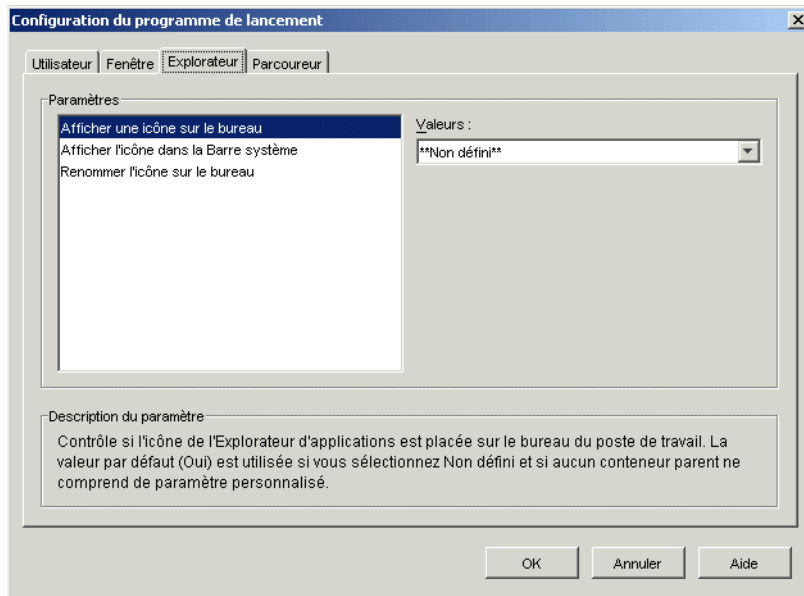 Configuration du programme de lancement
Utilisateur Fenêtre Explorateur Parcoureur
Paramètres
Afficher une icône sur le bureau
Afficher l'icône dans la Barre système
Renommer l'icône sur le bureau
Valeurs :
**Non défini**
Description du paramètre
Contrôle si l'icône de l'Explorateur d'applications est placée sur le bureau du poste de travail. La
valeur par défaut (Oui) est utilisée si vous sélectionnez Non défini et si aucun conteneur parent ne
comprend de paramètre personnalisé.
OK Annuler Aide